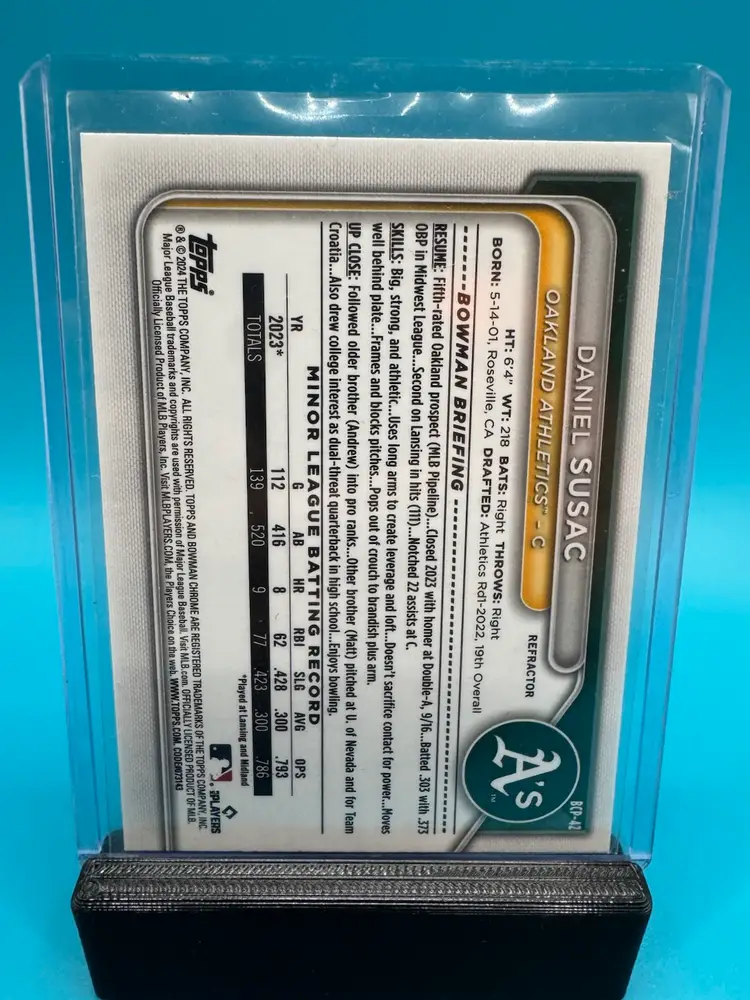 BCP-42
DANIEL SUSAC
OAKLAND ATHLETICS™ - C
REFRACTOR
A's
TM
HT: 6'4" WT: 218 BATS: Right THROWS: Right
BORN: 5-14-01, Roseville, CA DRAFTED: Athletics Rd1-2022, 19th Overall
BOWMAN BRIEFING
RESUME: Fifth-rated Oakland prospect (MLB Pipeline)...Closed 2023 with homer at Double-A, 9/16...Batted .303 with .373
OBP in Midwest League...Second on Lansing in hits (111)...Notched 22 assists at C.
SKILLS: Big, strong, and athletic...Uses long arms to create leverage and loft...Doesn't sacrifice contact for power...Moves
well behind plate...Frames and blocks pitches...Pops out of crouch to brandish plus arm.
UP CLOSE: Followed older brother (Andrew) into pro ranks...Other brother (Matt) pitched at U. of Nevada and for Team
Croatia...Also drew college interest as dual-threat quarterback in high school...Enjoys bowling.
MINOR LEAGUE BATTING RECORD
YR G AB HR RBI SLG AVG OPS
2023* 112 416 8 62 .428 .300 .793
TOTALS 139 520 9 77 .423 .300 .786
*Played at Lansing and Midland
topps®
PLAYERS
® & © 2024 THE TOPPS COMPANY, INC. ALL RIGHTS RESERVED. TOPPS AND BOWMAN CHROME ARE REGISTERED TRADEMARKS OF THE TOPPS COMPANY, INC.
Major League Baseball trademarks and copyrights are used with permission of Major League Baseball. Visit MLB.com. OFFICIALLY LICENSED PRODUCT OF MLB
Officially Licensed Product of MLB Players, Inc. Visit MLBPLAYERS.COM, the Players Choice on the web. WWW.TOPPS.COM. CODE#N73143